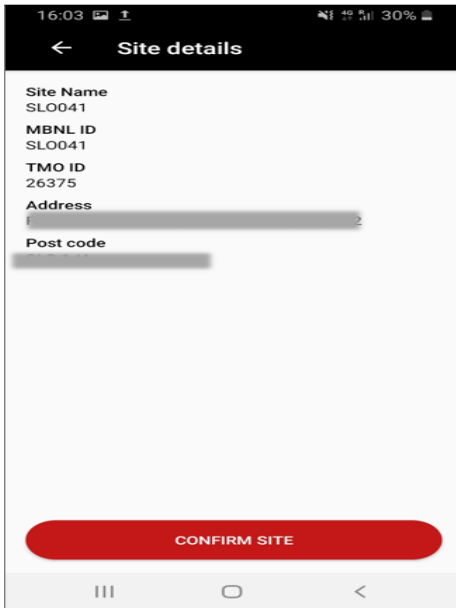 16:03 4G 30%
Site details
Site Name
SLO041
MBNL ID
SLO041
TMO ID
26375
Address
Post code
CONFIRM SITE